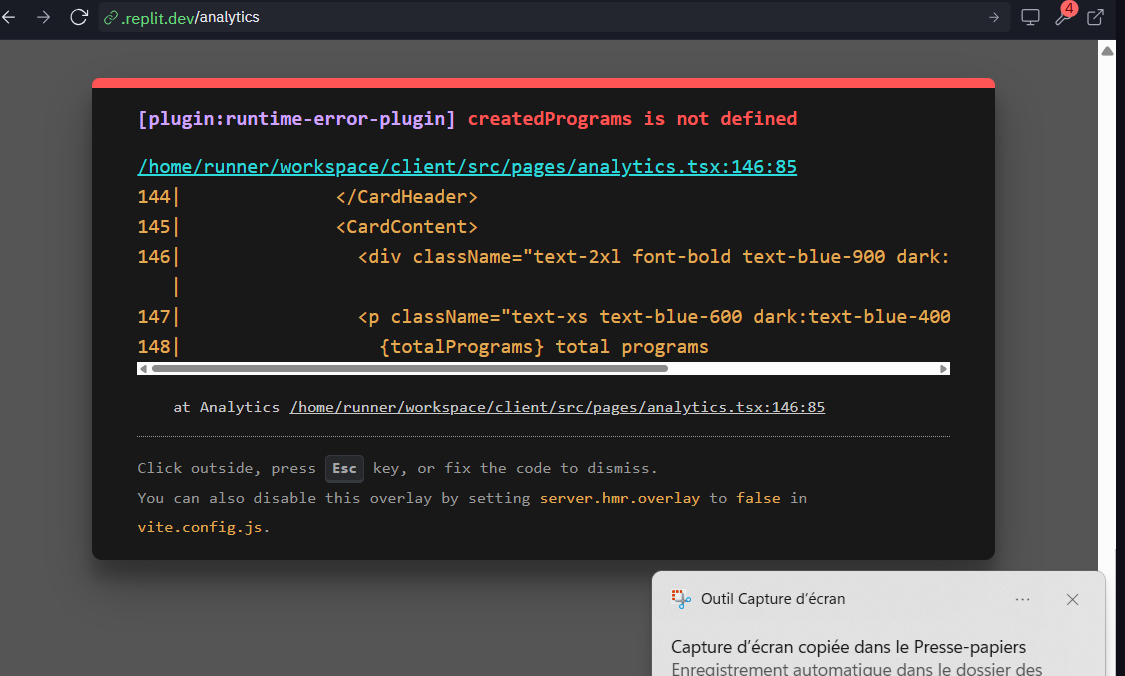 .replit.dev/analytics
4
[plugin:runtime-error-plugin] createdPrograms is not defined
/home/runner/workspace/client/src/pages/analytics.tsx:146:85
144|              </CardHeader>
145|              <CardContent>
146|                <div className="text-2xl font-bold text-blue-900 dark:
   |
147|                <p className="text-xs text-blue-600 dark:text-blue-400
148|                  {totalPrograms} total programs
at Analytics /home/runner/workspace/client/src/pages/analytics.tsx:146:85
Click outside, press Esc key, or fix the code to dismiss.
You can also disable this overlay by setting server.hmr.overlay to false in
vite.config.js.
Outil Capture d’écran
Capture d’écran copiée dans le Presse-papiers
Enregistrement automatique dans le dossier des